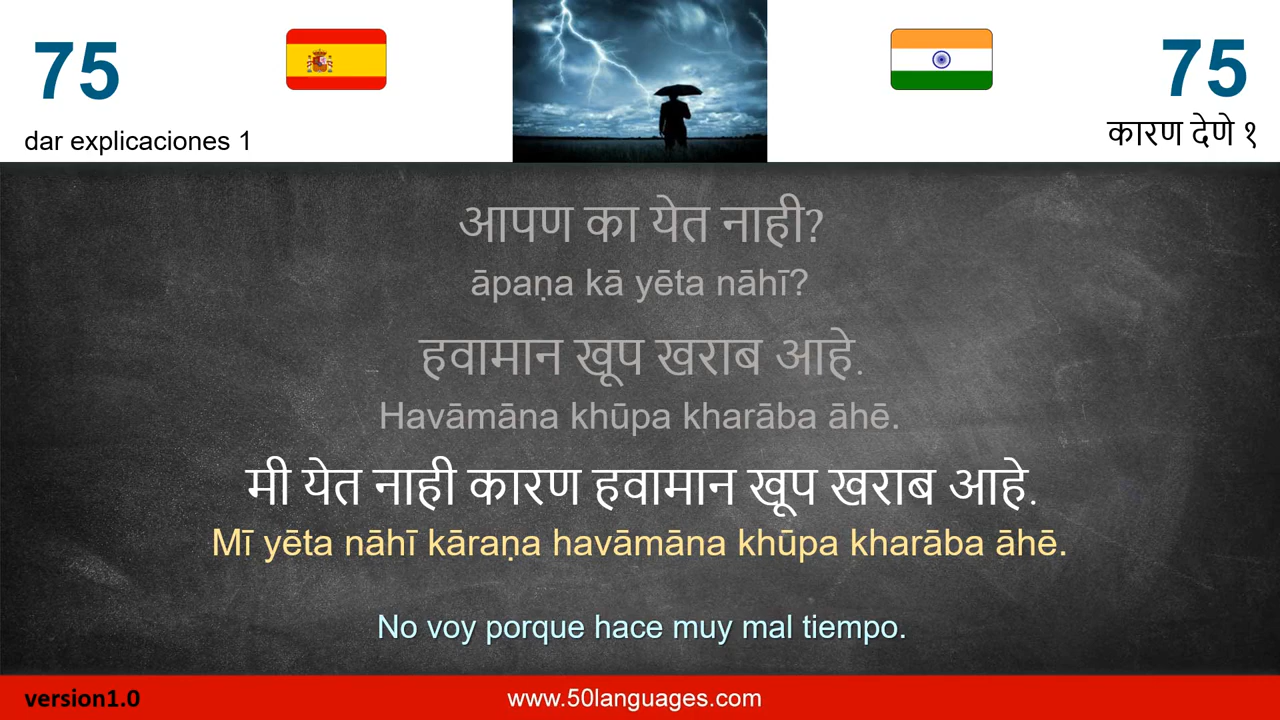 75
dar explicaciones 1
75
कारण देणे १
आपण का येत नाही?
āpaṇa kā yēta nāhī?
हवामान खूप खराब आहे.
Havāmāna khūpa kharāba āhē.
मी येत नाही कारण हवामान खूप खराब आहे.
Mī yēta nāhī kāraṇa havāmāna khūpa kharāba āhē.
No voy porque hace muy mal tiempo.
version1.0
www.50languages.com